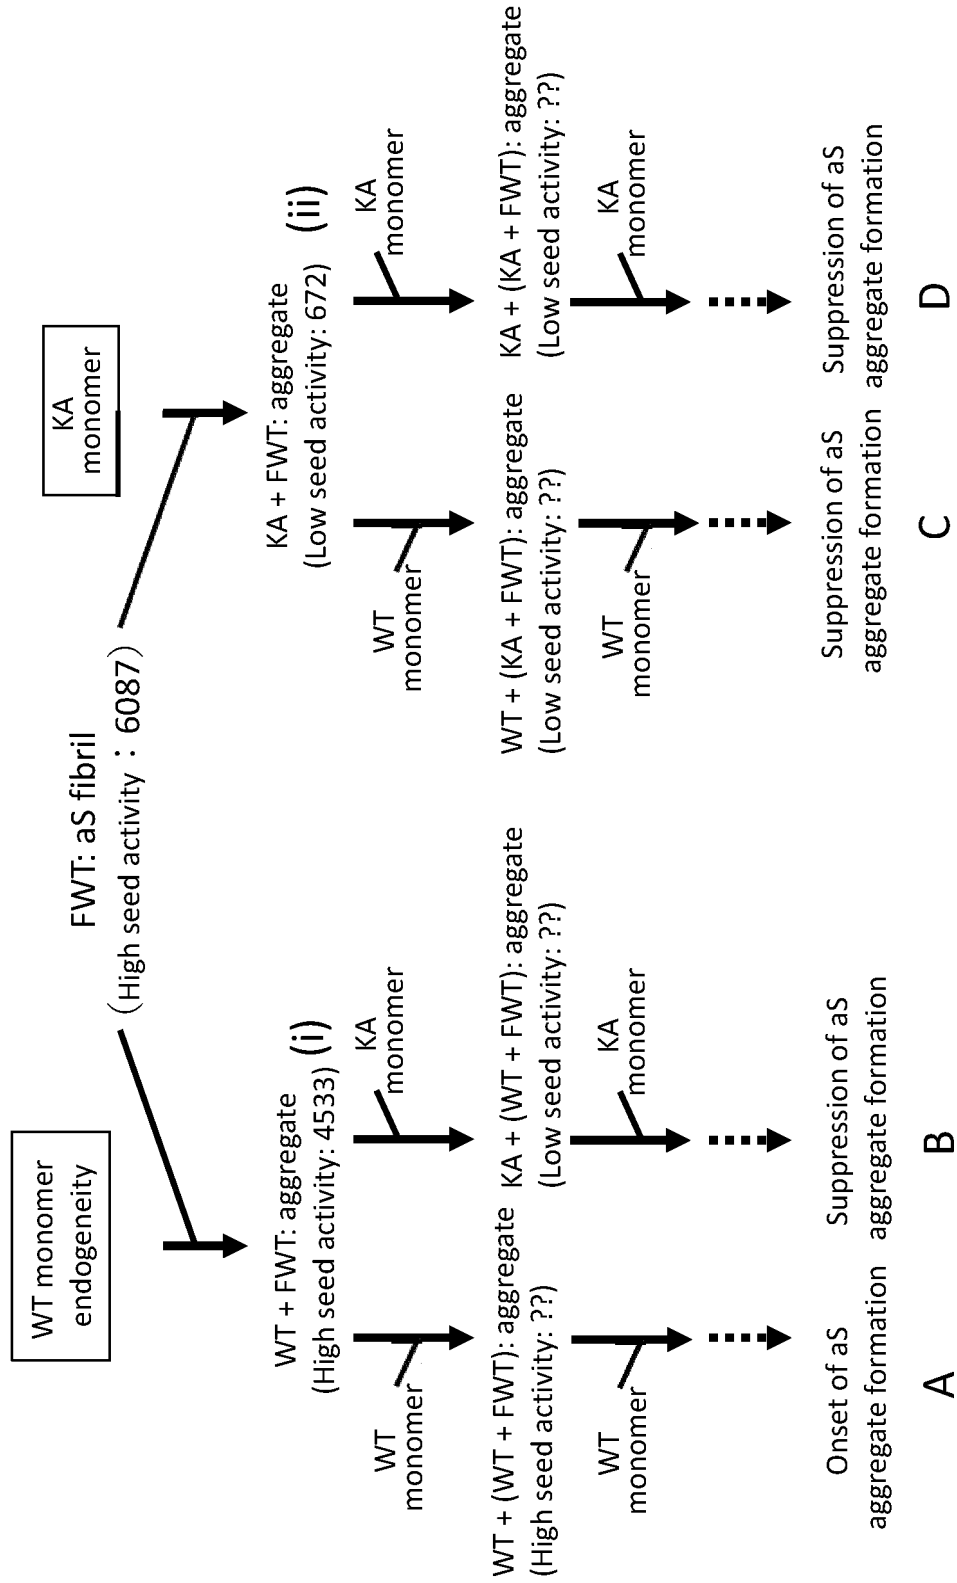 WT monomer
endogeneity
FWT: aS fibril
(High seed activity : 6087)
KA
monomer
WT + FWT: aggregate
(High seed activity: 4533)
(i)
KA + FWT: aggregate
(Low seed activity: 672)
(ii)
WT
monomer
KA
monomer
WT
monomer
KA
monomer
WT + (WT + FWT): aggregate
(High seed activity: ??)
KA + (WT + FWT): aggregate
(Low seed activity: ??)
WT + (KA + FWT): aggregate
(Low seed activity: ??)
KA + (KA + FWT): aggregate
(Low seed activity: ??)
WT
monomer
KA
monomer
WT
monomer
KA
monomer
Onset of aS
aggregate formation
Suppression of aS
aggregate formation
Suppression of aS
aggregate formation
Suppression of aS
aggregate formation
A
B
C
D